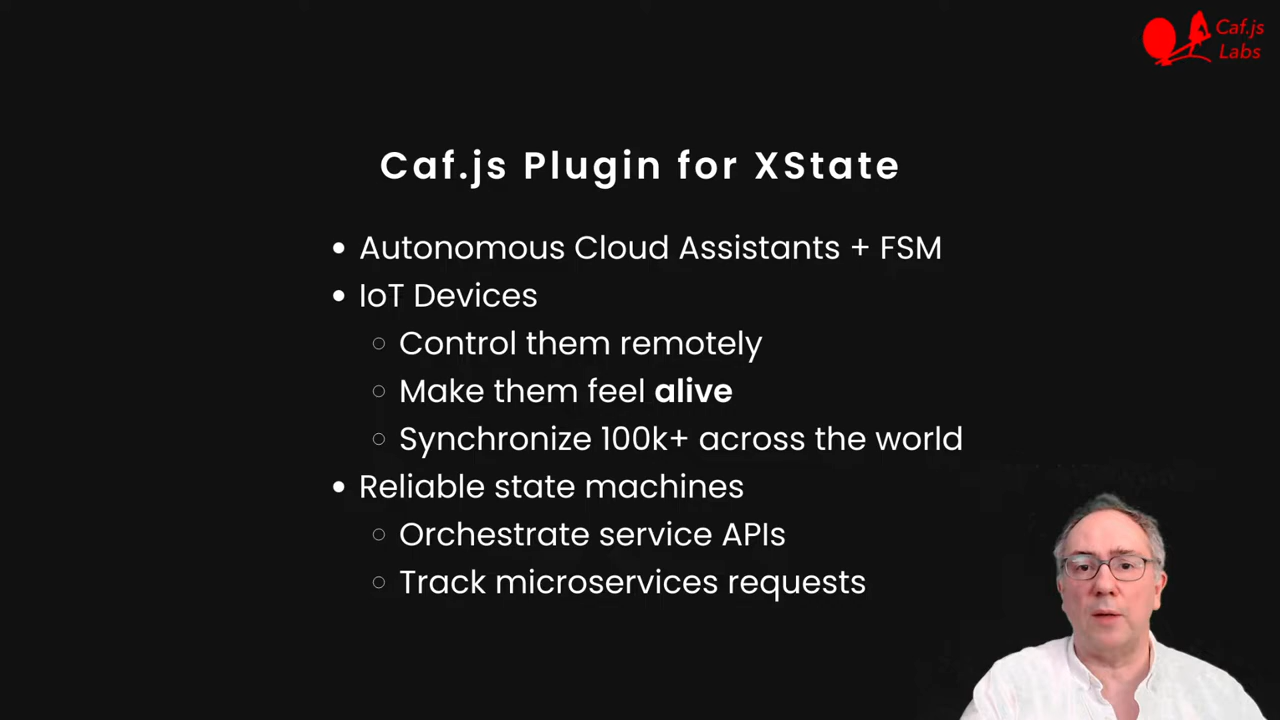 Caf.js
Labs
Caf.js Plugin for XState
• Autonomous Cloud Assistants + FSM
• IoT Devices
○ Control them remotely
○ Make them feel alive
○ Synchronize 100k+ across the world
• Reliable state machines
○ Orchestrate service APIs
○ Track microservices requests